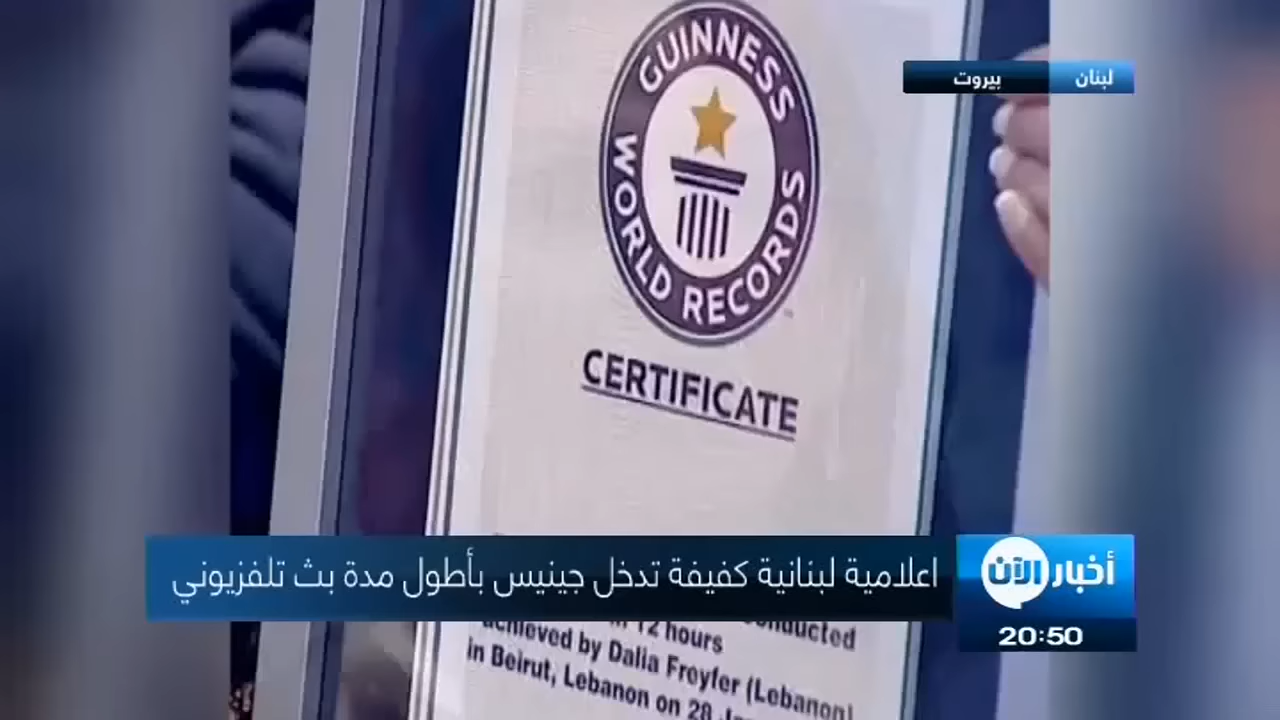 GUINNESS
WORLD RECORDS
CERTIFICATE
لبنان
بيروت
اعلامية لبنانية كفيفة تدخل جينيس بأطول مدة بث تلفزيوني
أخبار الآن
20:50
conducted
12 hours
achieved by Dalia Freyfer (Lebanon)
in Beirut, Lebanon on 28